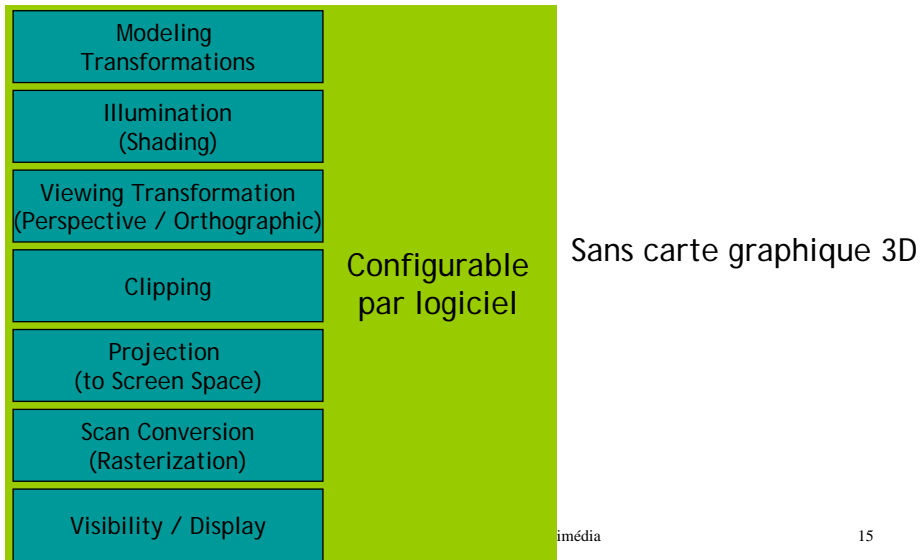 Modeling
Transformations
Illumination
(Shading)
Viewing Transformation
(Perspective / Orthographic)
Clipping
Projection
(to Screen Space)
Scan Conversion
(Rasterization)
Visibility / Display
Configurable
par logiciel
Sans carte graphique 3D
imédia 15